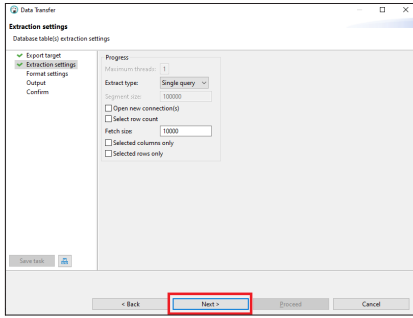 Data Transfer
Extraction settings
Database table(s) extraction settings
Export target
Extraction settings
Format settings
Output
Confirm
Progress
Maximum threads: 1
Extract type: Single query
Segment size: 100000
Open new connection(s)
Select row count
Fetch size: 10000
Selected columns only
Selected rows only
Save task
< Back
Next >
Proceed
Cancel